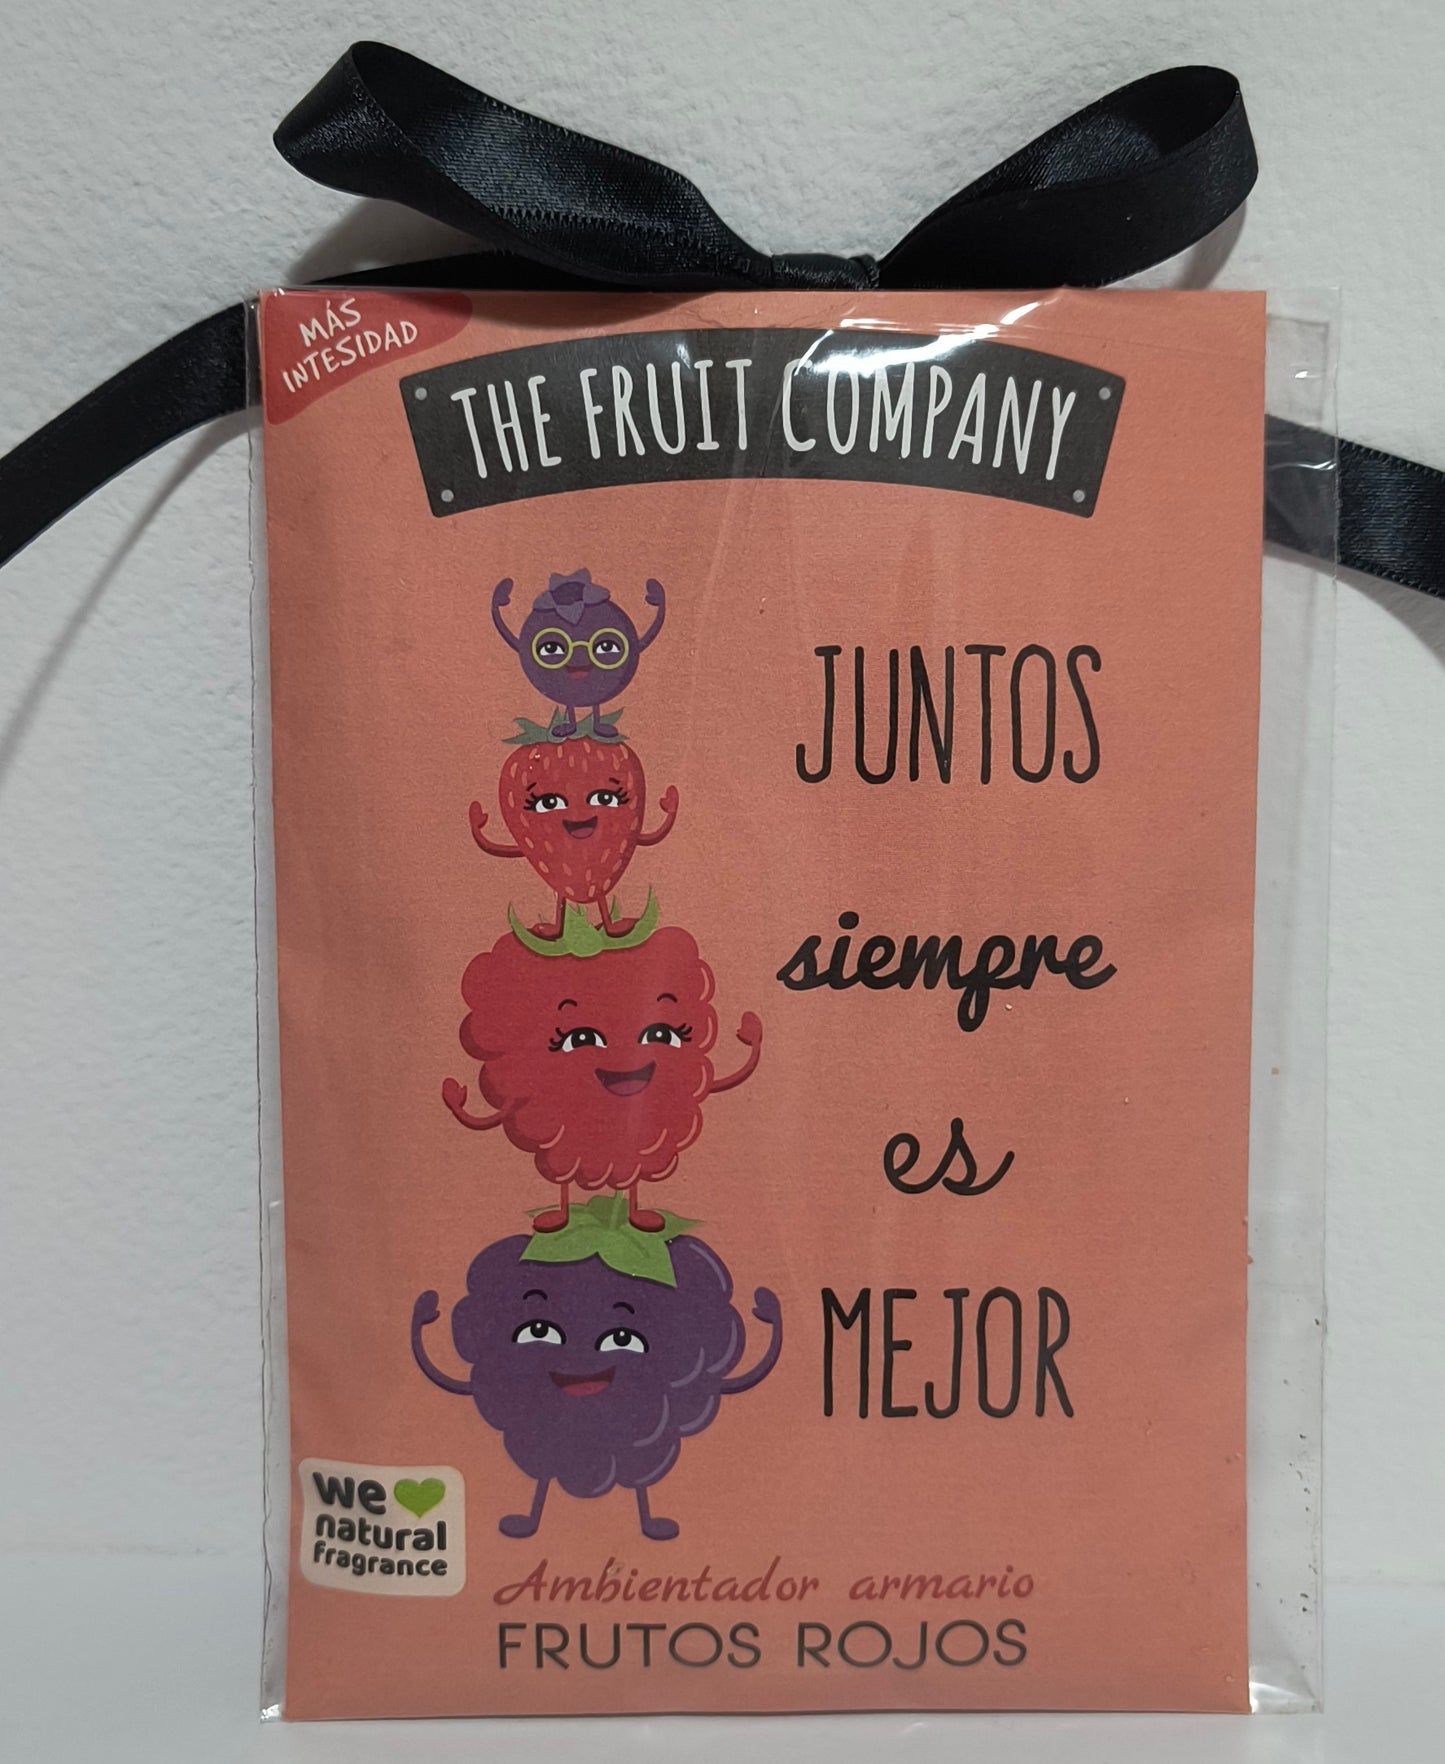 MÁS
INTESIDAD
THE FRUIT COMPANY
JUNTOS
siempre
es
MEJOR
we
natural
fragrance
Ambientador armario
FRUTOS ROJOS